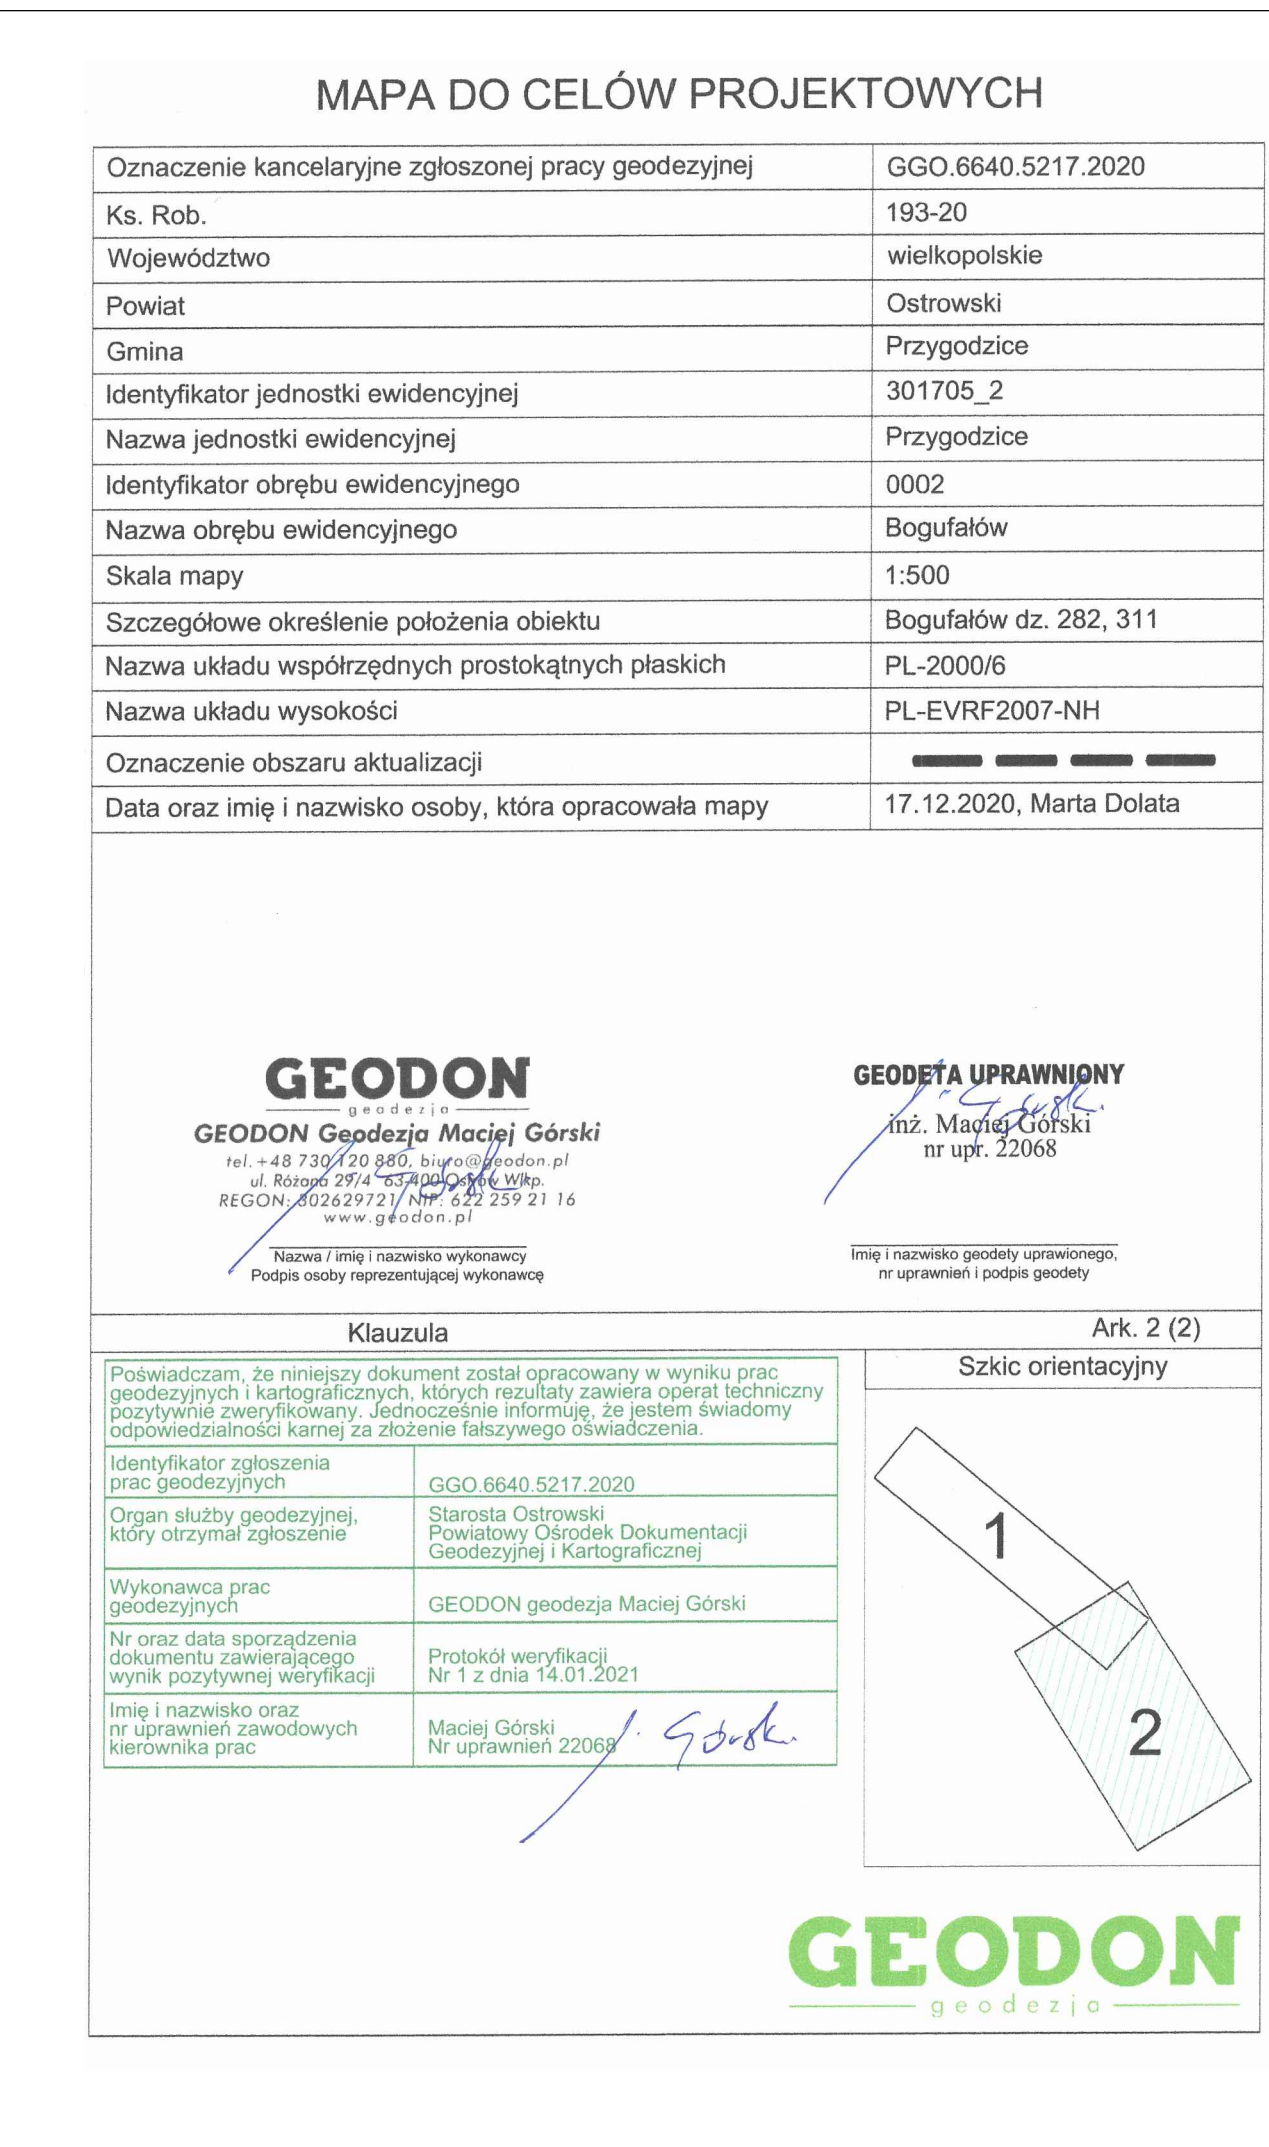 MAPA DO CELÓW PROJEKTOWYCH
Oznaczenie kancelaryjne zgłoszonej pracy geodezyjnej GGO.6640.5217.2020
Ks. Rob. 193-20
Województwo wielkopolskie
Powiat Ostrowski
Gmina Przygodzice
Identyfikator jednostki ewidencyjnej 301705_2
Nazwa jednostki ewidencyjnej Przygodzice
Identyfikator obrębu ewidencyjnego 0002
Nazwa obrębu ewidencyjnego Bogufałów
Skala mapy 1:500
Szczegółowe określenie położenia obiektu Bogufałów dz. 282, 311
Nazwa układu współrzędnych prostokątnych płaskich PL-2000/6
Nazwa układu wysokości PL-EVRF2007-NH
Oznaczenie obszaru aktualizacji
Data oraz imię i nazwisko osoby, która opracowała mapy 17.12.2020, Marta Dolata
GEODON
geodezja
GEODON Geodezja Maciej Górski
tel. +48 730 120 880, biuro@geodon.pl
ul. Różana 29/4 63-400 Ostrów Wlkp.
REGON: 302629721 NIP: 622 259 21 16
www.geodon.pl
Nazwa / imię i nazwisko wykonawcy
Podpis osoby reprezentującej wykonawcę
GEODETA UPRAWNIONY
inż. Maciej Górski
nr upr. 22068
Imię i nazwisko geodety uprawionego,
nr uprawnień i podpis geodety
Klauzula
Ark. 2 (2)
Poświadczam, że niniejszy dokument został opracowany w wyniku prac
geodezyjnych i kartograficznych, których rezultaty zawiera operat techniczny
pozytywnie zweryfikowany. Jednocześnie informuję, że jestem świadomy
odpowiedzialności karnej za złożenie fałszywego oświadczenia.
Identyfikator zgłoszenia
prac geodezyjnych
GGO.6640.5217.2020
Organ służby geodezyjnej,
który otrzymał zgłoszenie
Starosta Ostrowski
Powiatowy Ośrodek Dokumentacji
Geodezyjnej i Kartograficznej
Wykonawca prac
geodezyjnych
GEODON geodezja Maciej Górski
Nr oraz data sporządzenia
dokumentu zawierającego
wynik pozytywnej weryfikacji
Protokół weryfikacji
Nr 1 z dnia 14.01.2021
Imię i nazwisko oraz
nr uprawnień zawodowych
kierownika prac
Maciej Górski
Nr uprawnień 22068
Szkic orientacyjny
1
2
GEODON
geodezja